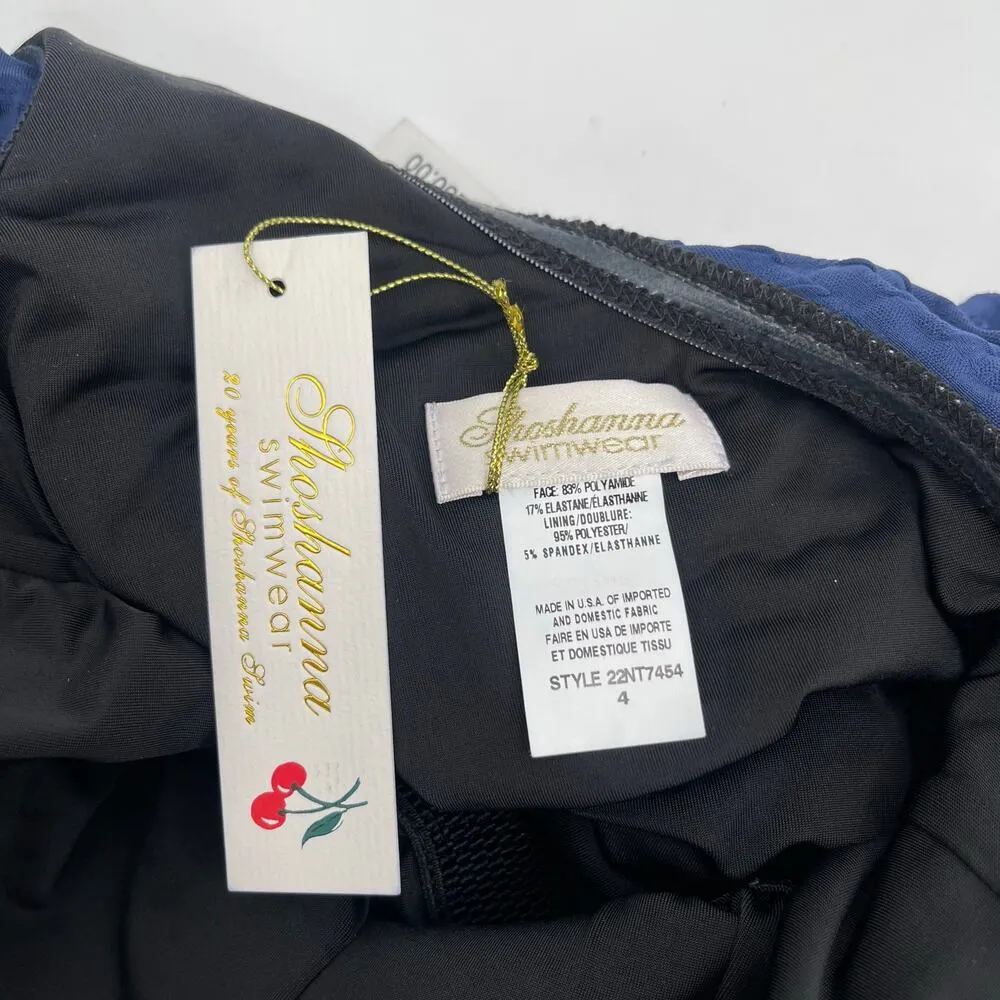 Shoshanna
swimwear
20 years of Shoshanna Swim
Shoshanna
swimwear
FACE: 83% POLYAMIDE
17% ELASTANE/ÉLASTHANNE
LINING/DOUBLURE:
95% POLYESTER/
5% SPANDEX/ELASTHANNE
MADE IN U.S.A. OF IMPORTED
AND DOMESTIC FABRIC
FAIRE EN USA DE IMPORTE
ET DOMESTIQUE TISSU
STYLE 22NT7454
4